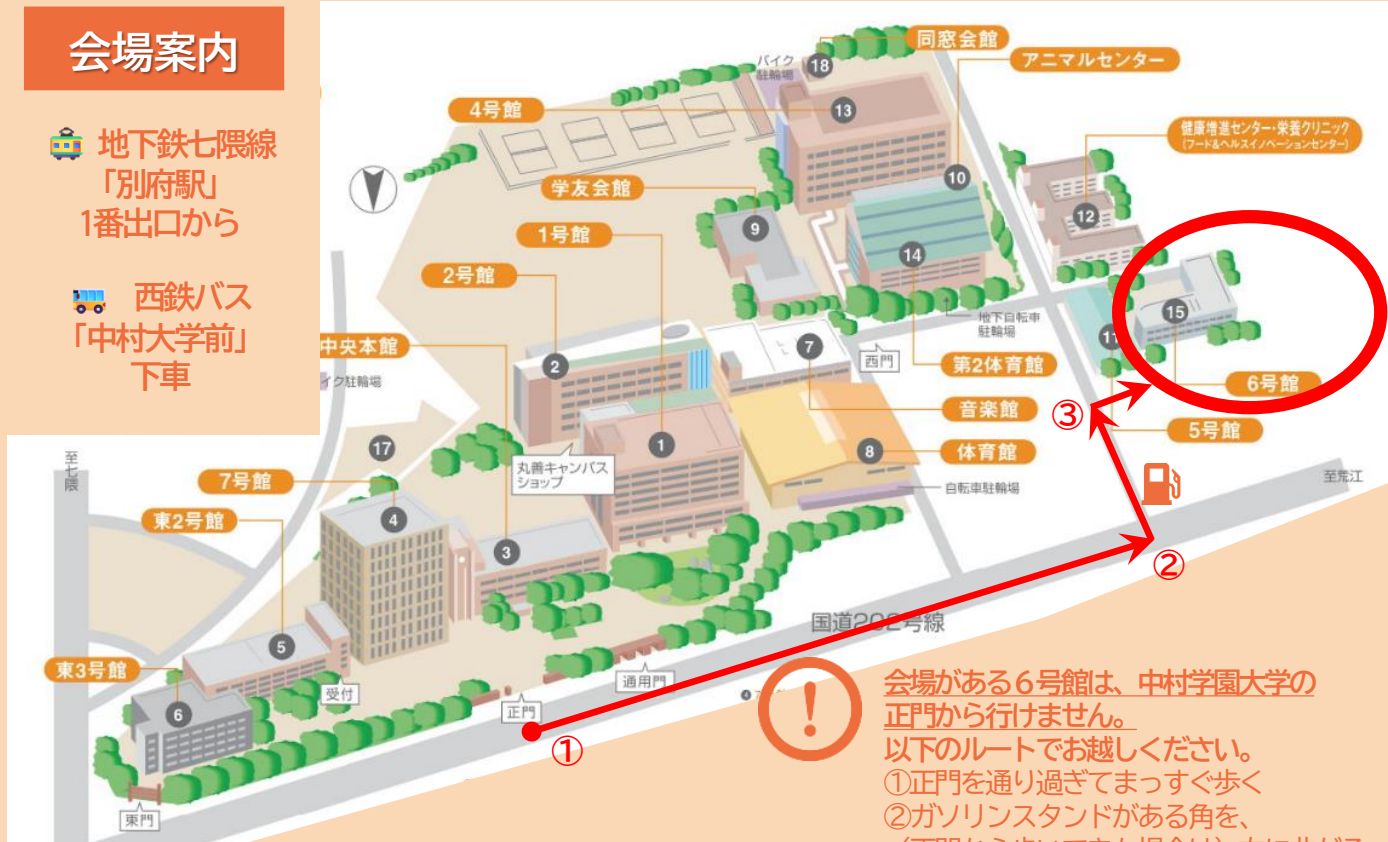 会場案内
地下鉄七隈線
「別府駅」
1番出口から
西鉄バス
「中村大学前」
下車
同窓会館
バイク
駐輪場
18
アニマルセンター
4号館
13
健康増進センター・栄養クリニック
(フード&ヘルスイノベーションセンター)
10
学友会館
12
9
1号館
14
2号館
15
地下自転車
駐輪場
11
中央本館
2
7
西門
第2体育館
6号館
イク駐輪場
音楽館
③
5号館
17
1
8
体育館
至七隈
丸善キャンパス
ショップ
自転車駐輪場
至荒江
7号館
4
東2号館
3
②
国道202号線
5
東3号館
受付
通用門
6
正門
①
東門
会場がある6号館は、中村学園大学の
正門から行けません。
以下のルートでお越しください。
①正門を通り過ぎてまっすぐ歩く
②ガソリンスタンドがある角を、